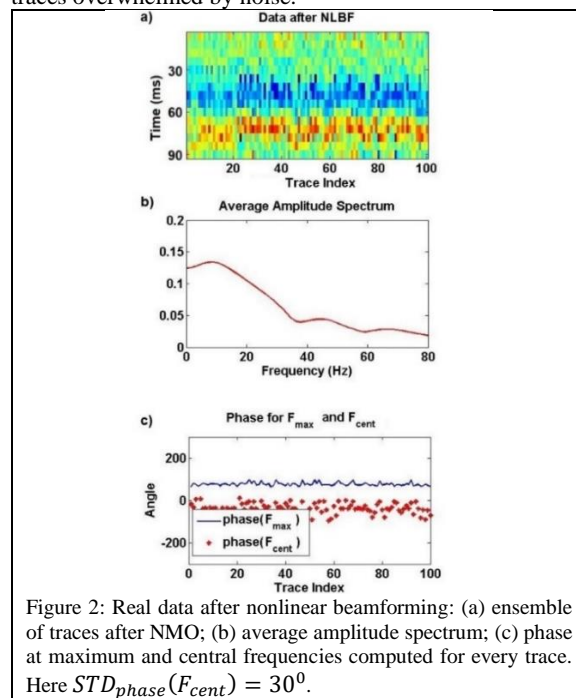 traces overwhelmed by noise.
a) Data after NLBF
Time (ms)
30
60
90
20 40 60 80 100
Trace Index
b) Average Amplitude Spectrum
0.2
0.15
0.1
0.05
0
0 20 40 60 80
Frequency (Hz)
c) Phase for F_max and F_cent
Angle
200
0
-200
phase(F_max)
phase(F_cent)
0 20 40 60 80 100
Trace Index
Figure 2: Real data after nonlinear beamforming: (a) ensemble
of traces after NMO; (b) average amplitude spectrum; (c) phase
at maximum and central frequencies computed for every trace.
Here STD_phase(F_cent) = 30⁰.